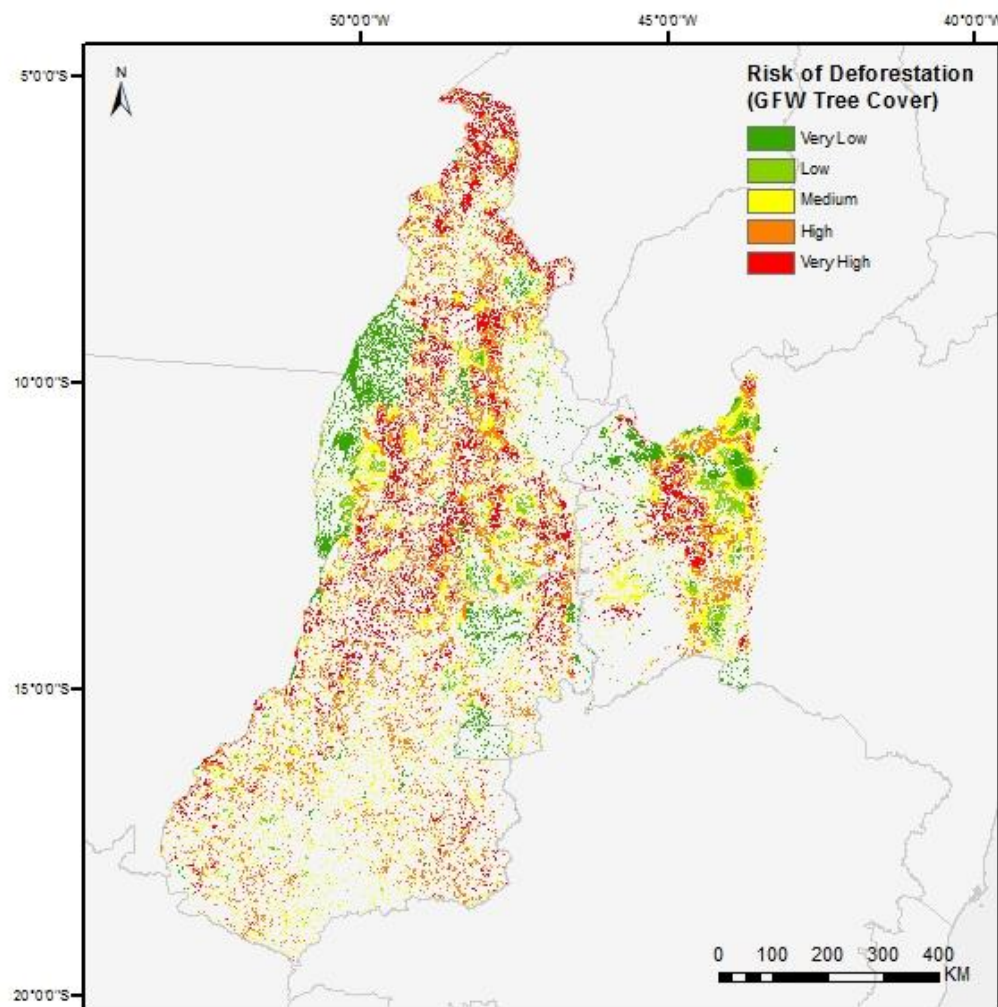 50°0'0"W 45°0'0"W 40°0'0"W
5°0'0"S
N
Risk of Deforestation
(GFW Tree Cover)
Very Low
Low
Medium
High
Very High
10°0'0"S
15°0'0"S
0 100 200 300 400
KM
20°0'0"S